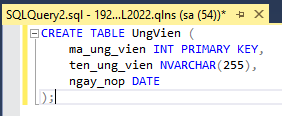 SQLQuery2.sql - 192...L2022.qlns (sa (54))*
CREATE TABLE UngVien (
ma_ung_vien INT PRIMARY KEY,
ten_ung_vien NVARCHAR(255),
ngay_nop DATE
);